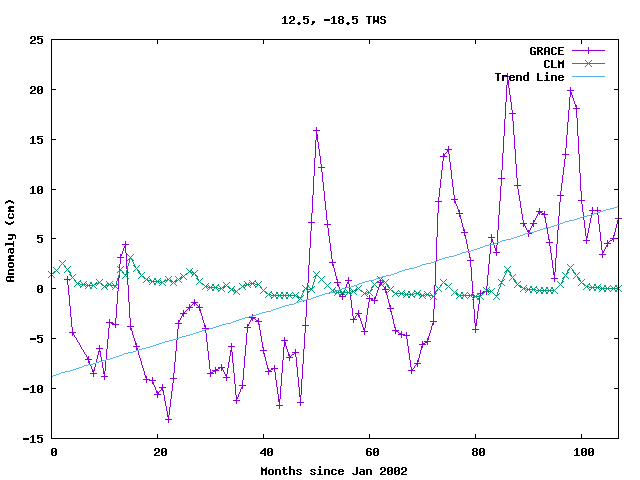 12.5, -18.5 TWS
25
20
15
10
5
0
-5
-10
-15
GRACE
CLM
Trend Line
Anomaly (cm)
0 20 40 60 80 100
Months since Jan 2002